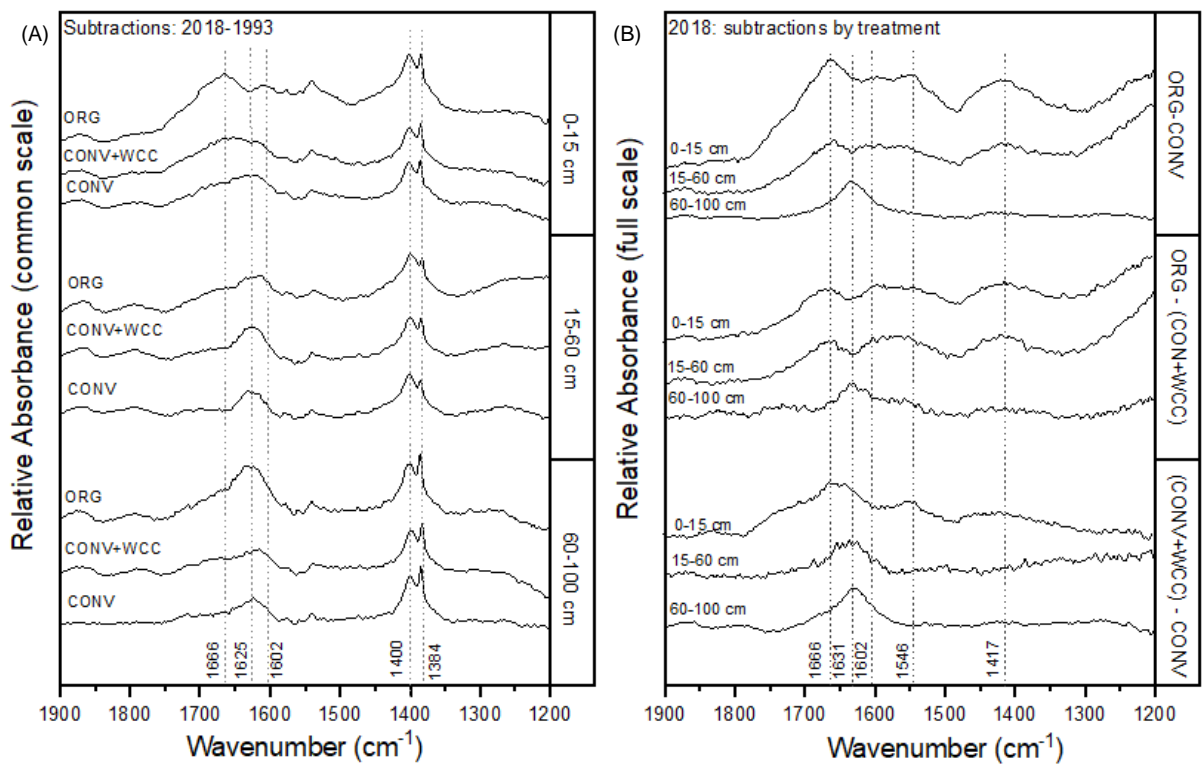 (A)
Subtractions: 2018-1993
ORG
CONV+WCC
CONV
0-15 cm
ORG
CONV+WCC
CONV
15-60 cm
ORG
CONV+WCC
CONV
60-100 cm
1666
1625
1602
1400
1384
1900 1800 1700 1600 1500 1400 1300 1200
Wavenumber (cm⁻¹)
Relative Absorbance (common scale)
(B)
2018: subtractions by treatment
0-15 cm
15-60 cm
60-100 cm
ORG-CONV
0-15 cm
15-60 cm
60-100 cm
ORG - (CON+WCC)
0-15 cm
15-60 cm
60-100 cm
(CONV+WCC) - CONV
1666
1631
1602
1546
1417
1900 1800 1700 1600 1500 1400 1300 1200
Wavenumber (cm⁻¹)
Relative Absorbance (full scale)